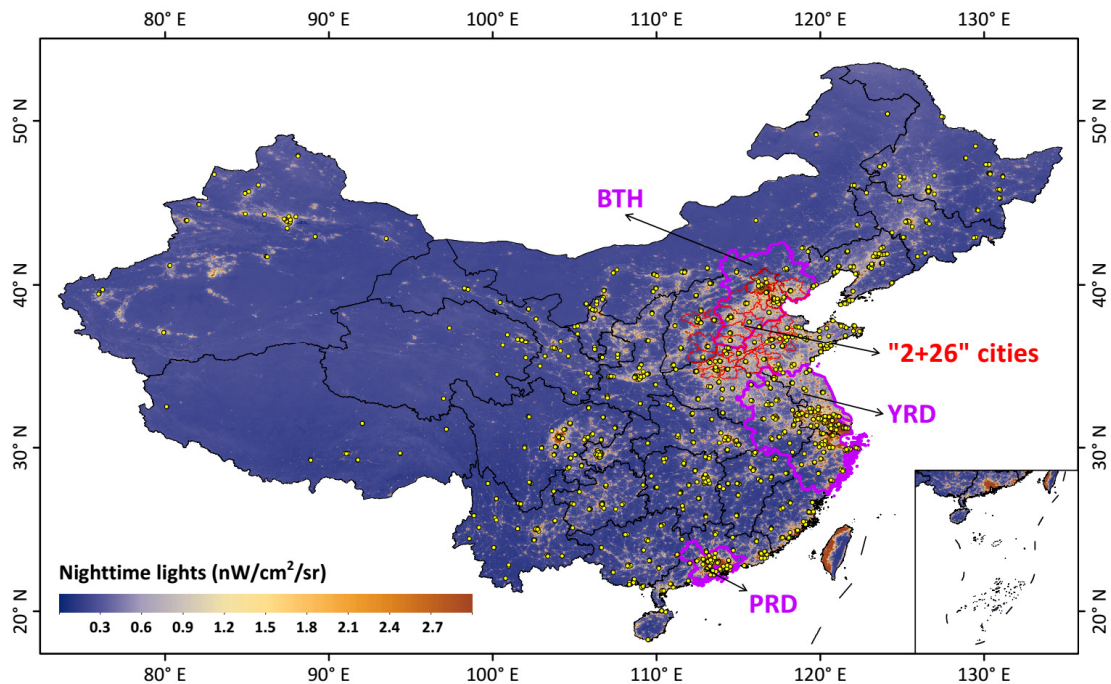 80° E 90° E 100° E 110° E 120° E 130° E
50° N 50° N
BTH
40° N 40° N
"2+26" cities
YRD
30° N 30° N
Nighttime lights (nW/cm²/sr)
0.3 0.6 0.9 1.2 1.5 1.8 2.1 2.4 2.7
PRD
20° N 20° N
80° E 90° E 100° E 110° E 120° E 130° E